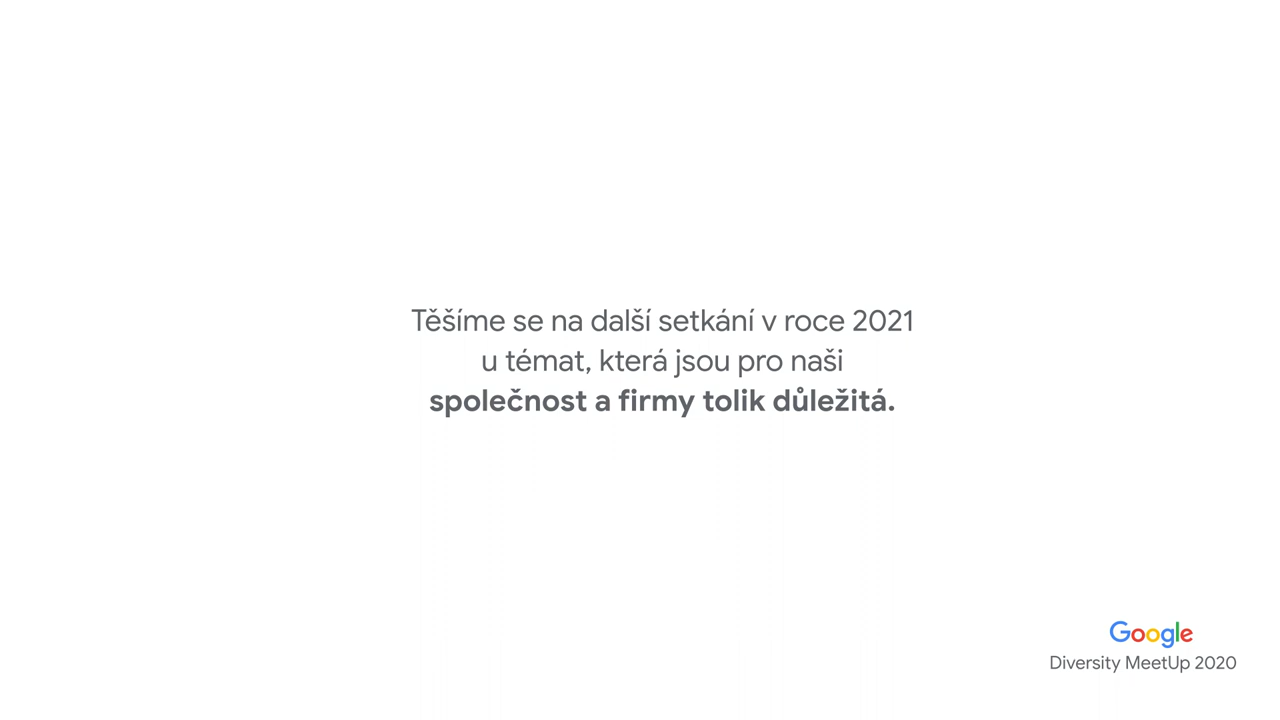 Těšíme se na další setkání v roce 2021
u témat, která jsou pro naši
společnost a firmy tolik důležitá.
Google
Diversity MeetUp 2020